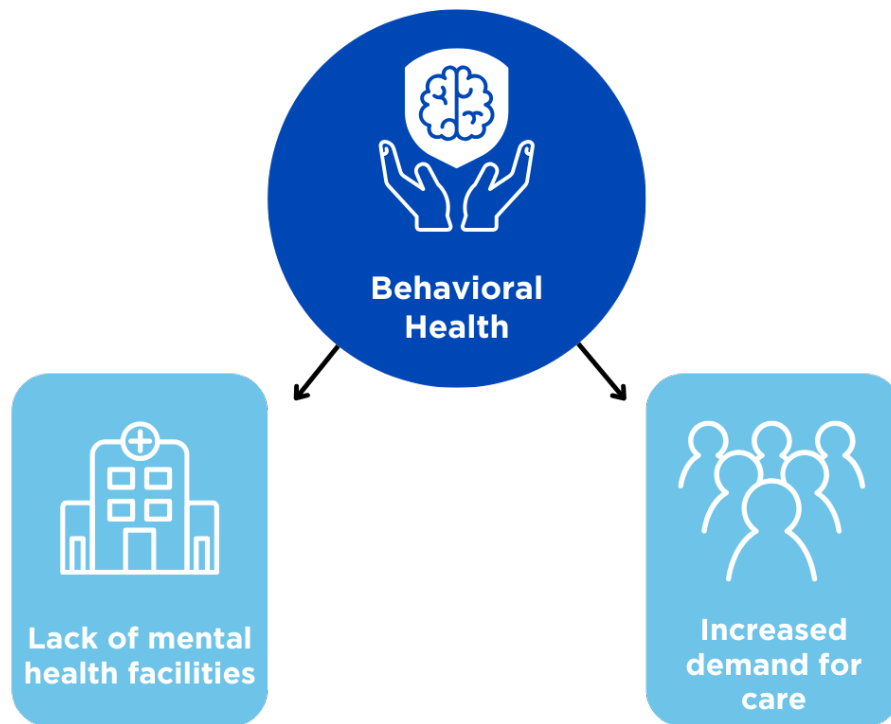 Behavioral
Health
Lack of mental
health facilities
Increased
demand for
care